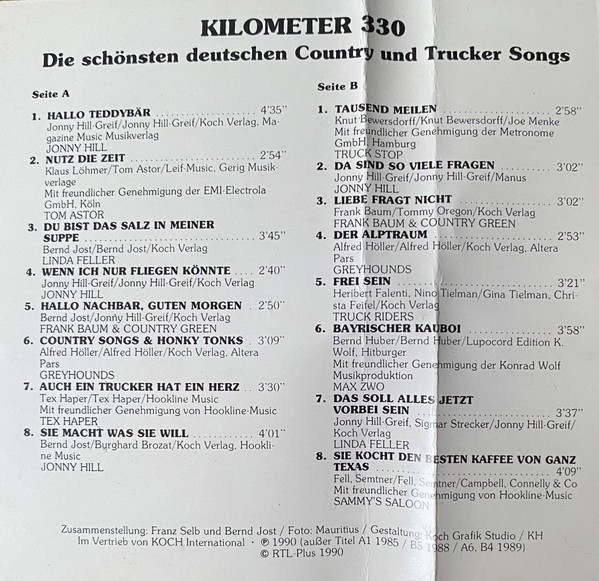 KILOMETER 330
Die schönsten deutschen Country und Trucker Songs
Seite A
1. HALLO TEDDYBÄR ........ 4'35"
Jonny Hill-Greif/Jonny Hill-Greif/Koch Verlag, Ma-
gazine Music Musikverlag
JONNY HILL
2. NUTZ DIE ZEIT ........ 2'54"
Klaus Löhmer/Tom Astor/Leif-Music, Gerig Musik-
verlage
Mit freundlicher Genehmigung der EMI-Electrola
GmbH, Köln
TOM ASTOR
3. DU BIST DAS SALZ IN MEINER
SUPPE ........ 3'45"
Bernd Jost/Bernd Jost/Koch Verlag
LINDA FELLER
4. WENN ICH NUR FLIEGEN KÖNNTE .... 2'40"
Jonny Hill-Greif/Jonny Hill-Greif/Koch Verlag
JONNY HILL
5. HALLO NACHBAR, GUTEN MORGEN . 2'50"
Bernd Jost/Jonny Hill-Greif/Koch Verlag
FRANK BAUM & COUNTRY GREEN
6. COUNTRY SONGS & HONKY TONKS . 3'09"
Alfred Höller/Alfred Höller/Koch Verlag, Altera
Pars
GREYHOUNDS
7. AUCH EIN TRUCKER HAT EIN HERZ .. 3'30"
Tex Haper/Tex Haper/Hookline Music
Mit freundlicher Genehmigung von Hookline-Music
TEX HAPER
8. SIE MACHT WAS SIE WILL ........ 4'01"
Bernd Jost/Burghard Brozat/Koch Verlag, Hookli-
ne Music
JONNY HILL
Seite B
1. TAUSEND MEILEN ........ 2'58"
Knut Bewersdorff/Knut Bewersdorff/Joe Menke
Mit freundlicher Genehmigung der Metronome
GmbH, Hamburg
TRUCK STOP
2. DA SIND SO VIELE FRAGEN ........ 3'02"
Jonny Hill-Greif/Jonny Hill-Greif/Manus
JONNY HILL
3. LIEBE FRAGT NICHT ........ 3'02"
Frank Baum/Tommy Oregon/Koch Verlag
FRANK BAUM & COUNTRY GREEN
4. DER ALPTRAUM ........ 2'53"
Alfred Höller/Alfred Höller/Koch Verlag, Altera
Pars
GREYHOUNDS
5. FREI SEIN ........ 3'21"
Heribert Falenti, Nino Tielman/Gina Tielman, Chri-
sta Feifel/Koch Verlag
TRUCK RIDERS
6. BAYRISCHER KAUBOI ........ 3'58"
Bernd Huber/Bernd Huber/Lupocord Edition K.
Wolf, Hitburger
Mit freundlicher Genehmigung der Konrad Wolf
Musikproduktion
MAX ZWO
7. DAS SOLL ALLES JETZT
VORBEI SEIN ........ 3'37"
Jonny Hill-Greif, Sigmar Strecker/Jonny Hill-Greif/
Koch Verlag
LINDA FELLER
8. SIE KOCHT DEN BESTEN KAFFEE VON GANZ
TEXAS ........ 4'09"
Fell, Semtner/Fell, Semtner/Campbell, Connelly & Co
Mit freundlicher Genehmigung von Hookline-Music
SAMMY'S SALOON
Zusammenstellung: Franz Selb und Bernd Jost / Foto: Mauritius / Gestaltung: Koch Grafik Studio / KH
Im Vertrieb von KOCH International · ℗ 1990 (außer Titel A1 1985 / B5 1988 / A6, B4 1989)
© RTL-Plus 1990